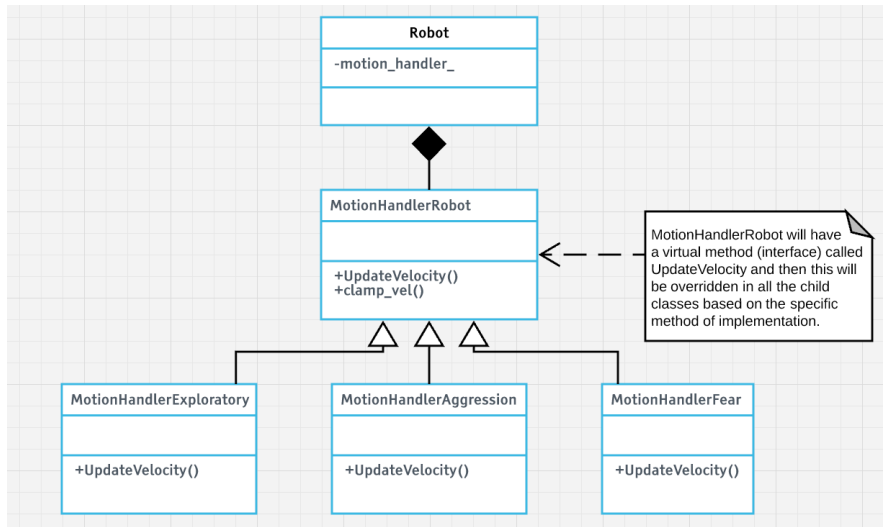 Robot
-motion_handler_
MotionHandlerRobot
+UpdateVelocity()
+clamp_vel()
MotionHandlerRobot will have
a virtual method (interface) called
UpdateVelocity and then this will
be overridden in all the child
classes based on the specific
method of implementation.
MotionHandlerExploratory
+UpdateVelocity()
MotionHandlerAggression
+UpdateVelocity()
MotionHandlerFear
+UpdateVelocity()